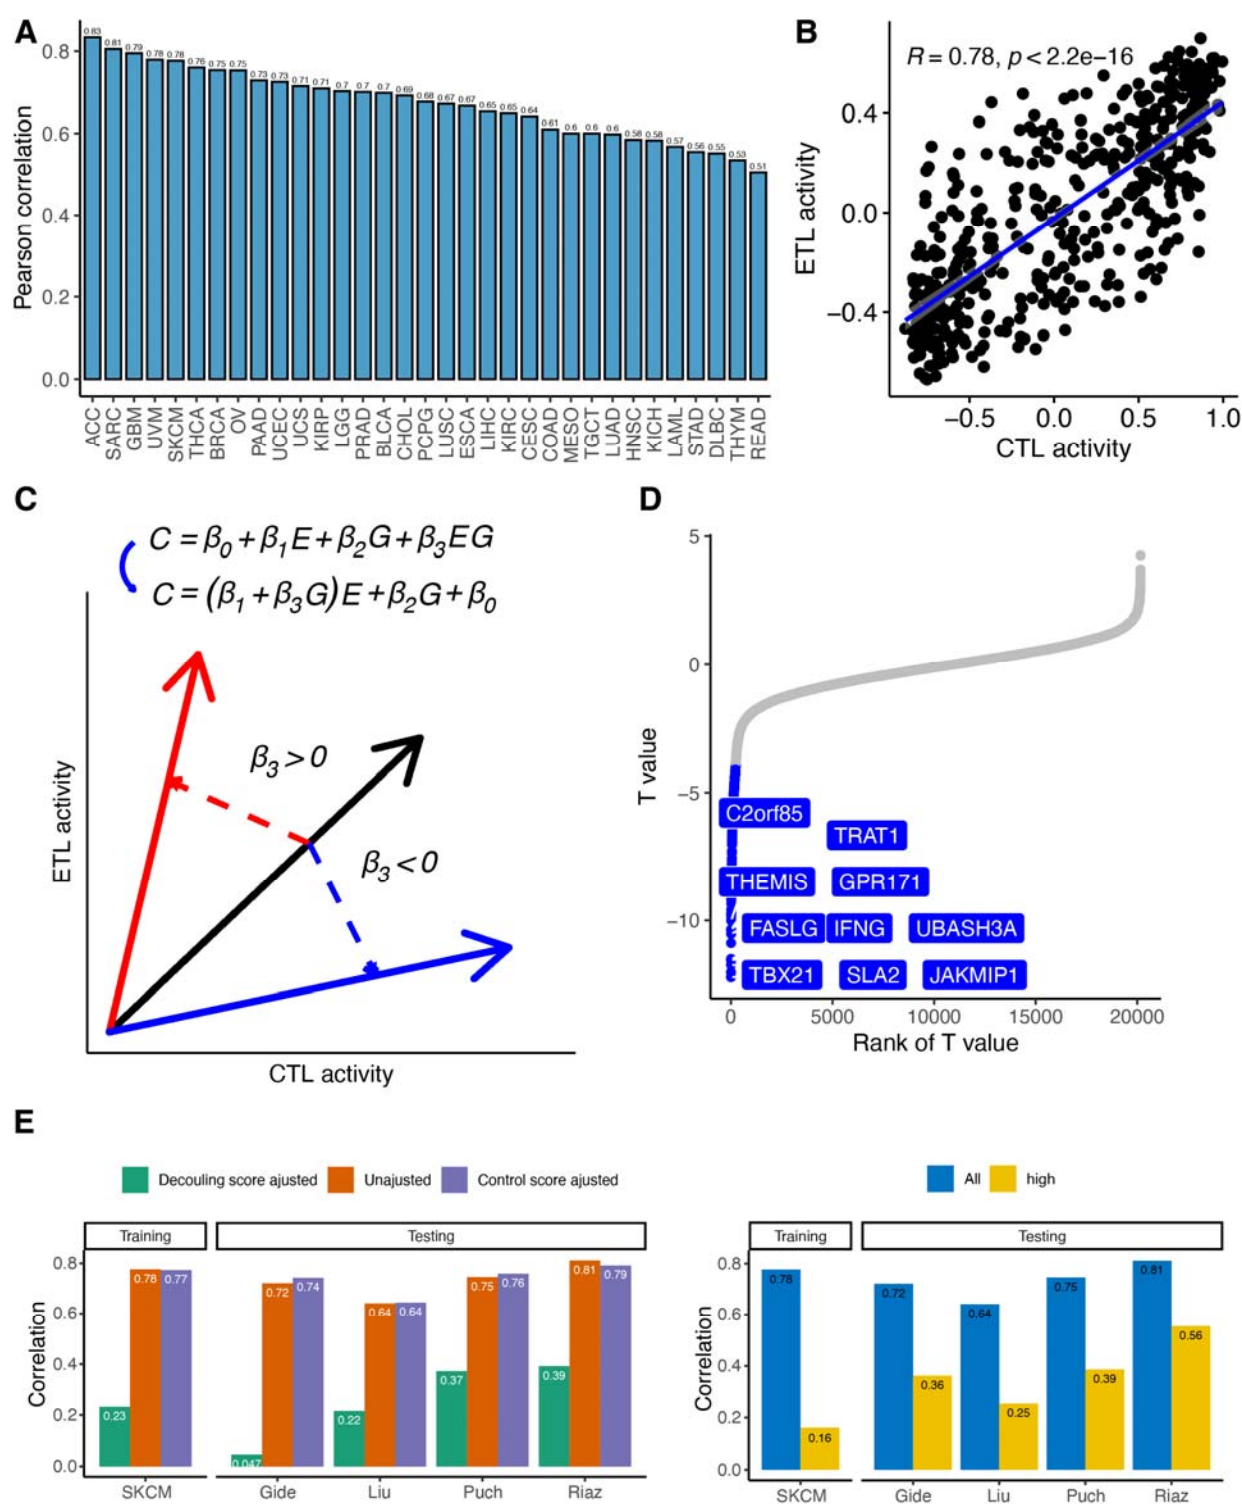 A
Pearson correlation
0.8
0.6
0.4
0.2
0.0
0.83 0.81 0.79 0.78 0.78 0.76 0.75 0.75 0.73 0.73 0.71 0.71 0.7 0.7 0.7 0.69 0.68 0.67 0.67 0.65 0.65 0.64 0.61 0.6 0.6 0.6 0.58 0.58 0.57 0.56 0.55 0.53 0.51
ACC SARC GBM UVM SKCM THCA BRCA OV PAAD UCEC UCS KIRP LGG PRAD BLCA CHOL PCPG LUSC ESCA LIHC KIRC CESC COAD MESO TGCT LUAD HNSC KICH LAML STAD DLBC THYM READ
B
R = 0.78, p < 2.2e−16
ETL activity
0.4
0.0
−0.4
−0.5 0.0 0.5 1.0
CTL activity
C
C = β0 + β1E + β2G + β3EG
C = (β1 + β3G)E + β2G + β0
β3 > 0
β3 < 0
ETL activity
CTL activity
D
T value
5
0
−5
−10
C2orf85
TRAT1
THEMIS GPR171
FASLG IFNG UBASH3A
TBX21 SLA2 JAKMIP1
0 5000 10000 15000 20000
Rank of T value
E
Decouling score ajusted Unajusted Control score ajusted
Training Testing
Correlation
0.8
0.6
0.4
0.2
0.0
0.23 0.78 0.77
0.047 0.72 0.74
0.22 0.64 0.64
0.37 0.75 0.76
0.39 0.81 0.79
SKCM Gide Liu Puch Riaz
All high
Training Testing
Correlation
0.8
0.6
0.4
0.2
0.0
0.78 0.16
0.72 0.36
0.64 0.25
0.75 0.39
0.81 0.56
SKCM Gide Liu Puch Riaz